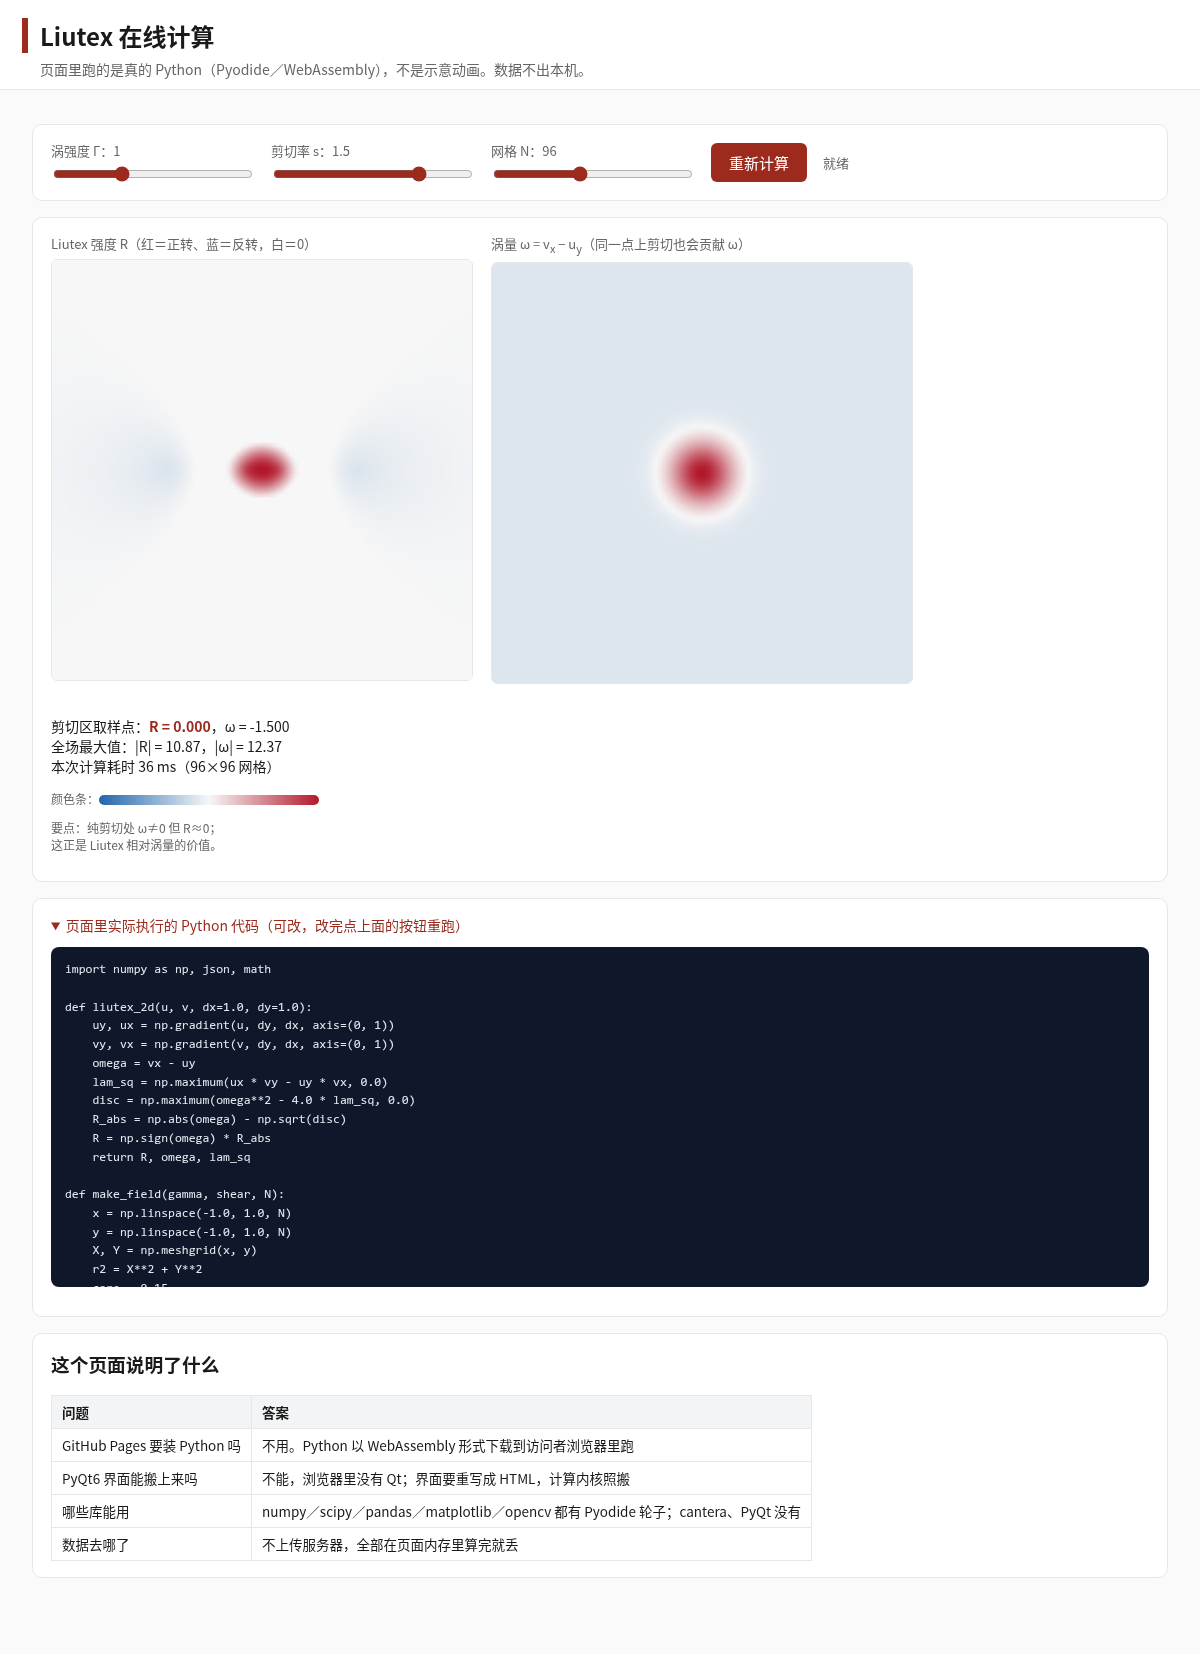 Liutex 在线计算
页面里跑的是真的 Python（Pyodide／WebAssembly），不是示意动画。数据不出本机。
涡强度 Γ：1
剪切率 s：1.5
网格 N：96
重新计算
就绪
Liutex 强度 R（红＝正转、蓝＝反转，白＝0）
涡量 ω = vx − uy（同一点上剪切也会贡献 ω）
剪切区取样点：R = 0.000，ω = -1.500
全场最大值：|R| = 10.87，|ω| = 12.37
本次计算耗时 36 ms（96×96 网格）
颜色条：
要点：纯剪切处 ω≠0 但 R≈0；
这正是 Liutex 相对涡量的价值。
▼ 页面里实际执行的 Python 代码（可改，改完点上面的按钮重跑）
import numpy as np, json, math
def liutex_2d(u, v, dx=1.0, dy=1.0):
    uy, ux = np.gradient(u, dy, dx, axis=(0, 1))
    vy, vx = np.gradient(v, dy, dx, axis=(0, 1))
    omega = vx - uy
    lam_sq = np.maximum(ux * vy - uy * vx, 0.0)
    disc = np.maximum(omega**2 - 4.0 * lam_sq, 0.0)
    R_abs = np.abs(omega) - np.sqrt(disc)
    R = np.sign(omega) * R_abs
    return R, omega, lam_sq
def make_field(gamma, shear, N):
    x = np.linspace(-1.0, 1.0, N)
    y = np.linspace(-1.0, 1.0, N)
    X, Y = np.meshgrid(x, y)
    r2 = X**2 + Y**2
这个页面说明了什么
问题 答案
GitHub Pages 要装 Python 吗 不用。Python 以 WebAssembly 形式下载到访问者浏览器里跑
PyQt6 界面能搬上来吗 不能，浏览器里没有 Qt；界面要重写成 HTML，计算内核照搬
哪些库能用 numpy／scipy／pandas／matplotlib／opencv 都有 Pyodide 轮子；cantera、PyQt 没有
数据去哪了 不上传服务器，全部在页面内存里算完就丢